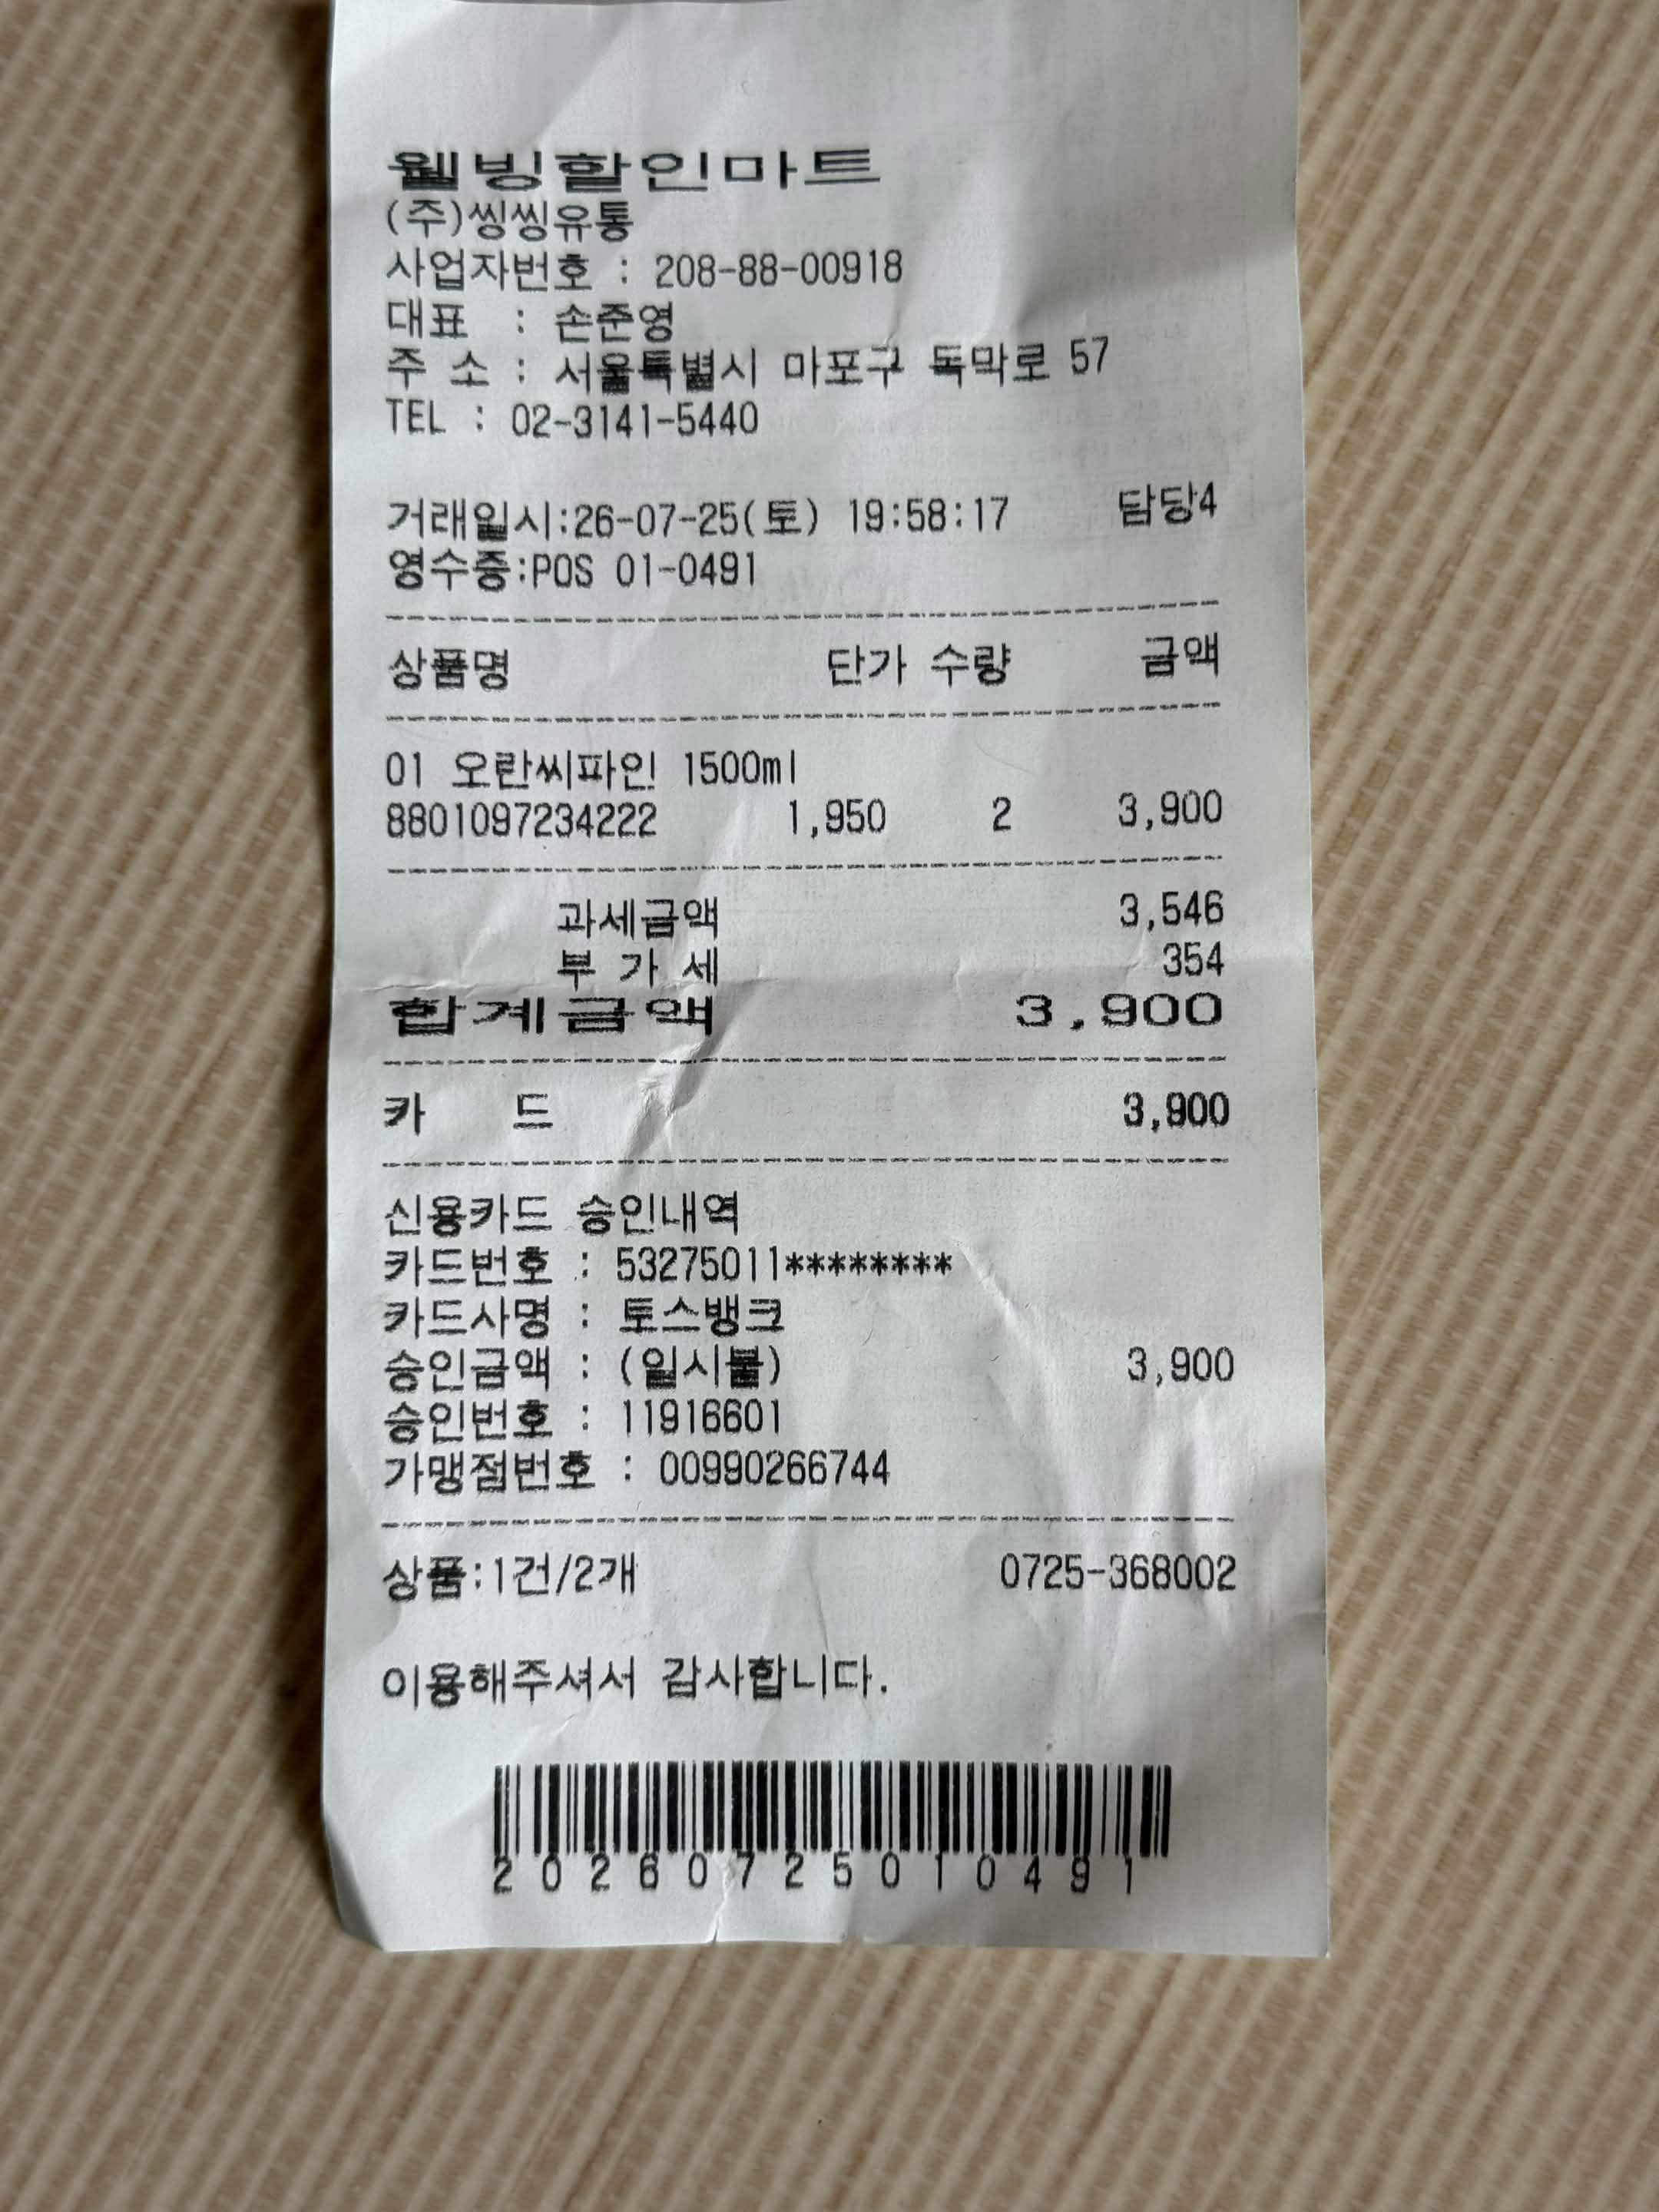 웰빙할인마트
(주)씽씽유통
사업자번호 : 208-88-00918
대표 : 손준영
주 소 : 서울특별시 마포구 독막로 57
TEL : 02-3141-5440
거래일시:26-07-25(토) 19:58:17 담당4
영수증:POS 01-0491
상품명 단가 수량 금액
01 오란씨파인 1500ml
8801097234222 1,950 2 3,900
과세금액 3,546
부 가 세 354
합계금액 3,900
카 드 3,900
신용카드 승인내역
카드번호 : 53275011********
카드사명 : 토스뱅크
승인금액 : (일시불) 3,900
승인번호 : 11916601
가맹점번호 : 00990266744
상품:1건/2개 0725-368002
이용해주셔서 감사합니다.
20260725010491